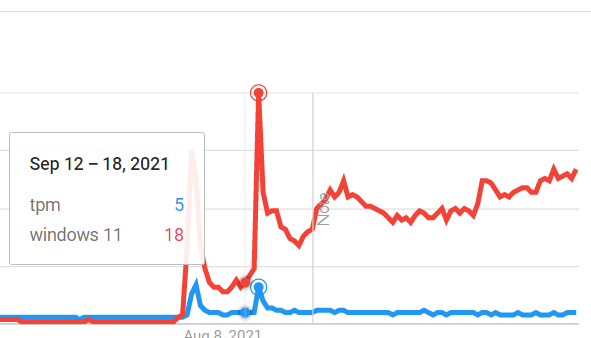 Sep 12 – 18, 2021
tpm 5
windows 11 18
Note
Aug 8, 2021